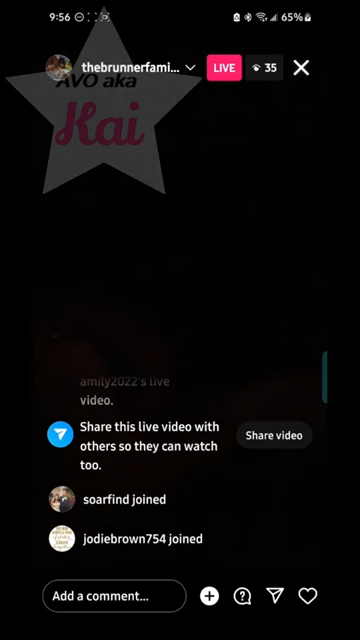 9:56
65%
thebrunnerfami...
LIVE
35
AVO aka
Kai
amily2022's live
video.
Share this live video with
others so they can watch
too.
Share video
soarfind joined
jodiebrown754 joined
Add a comment...